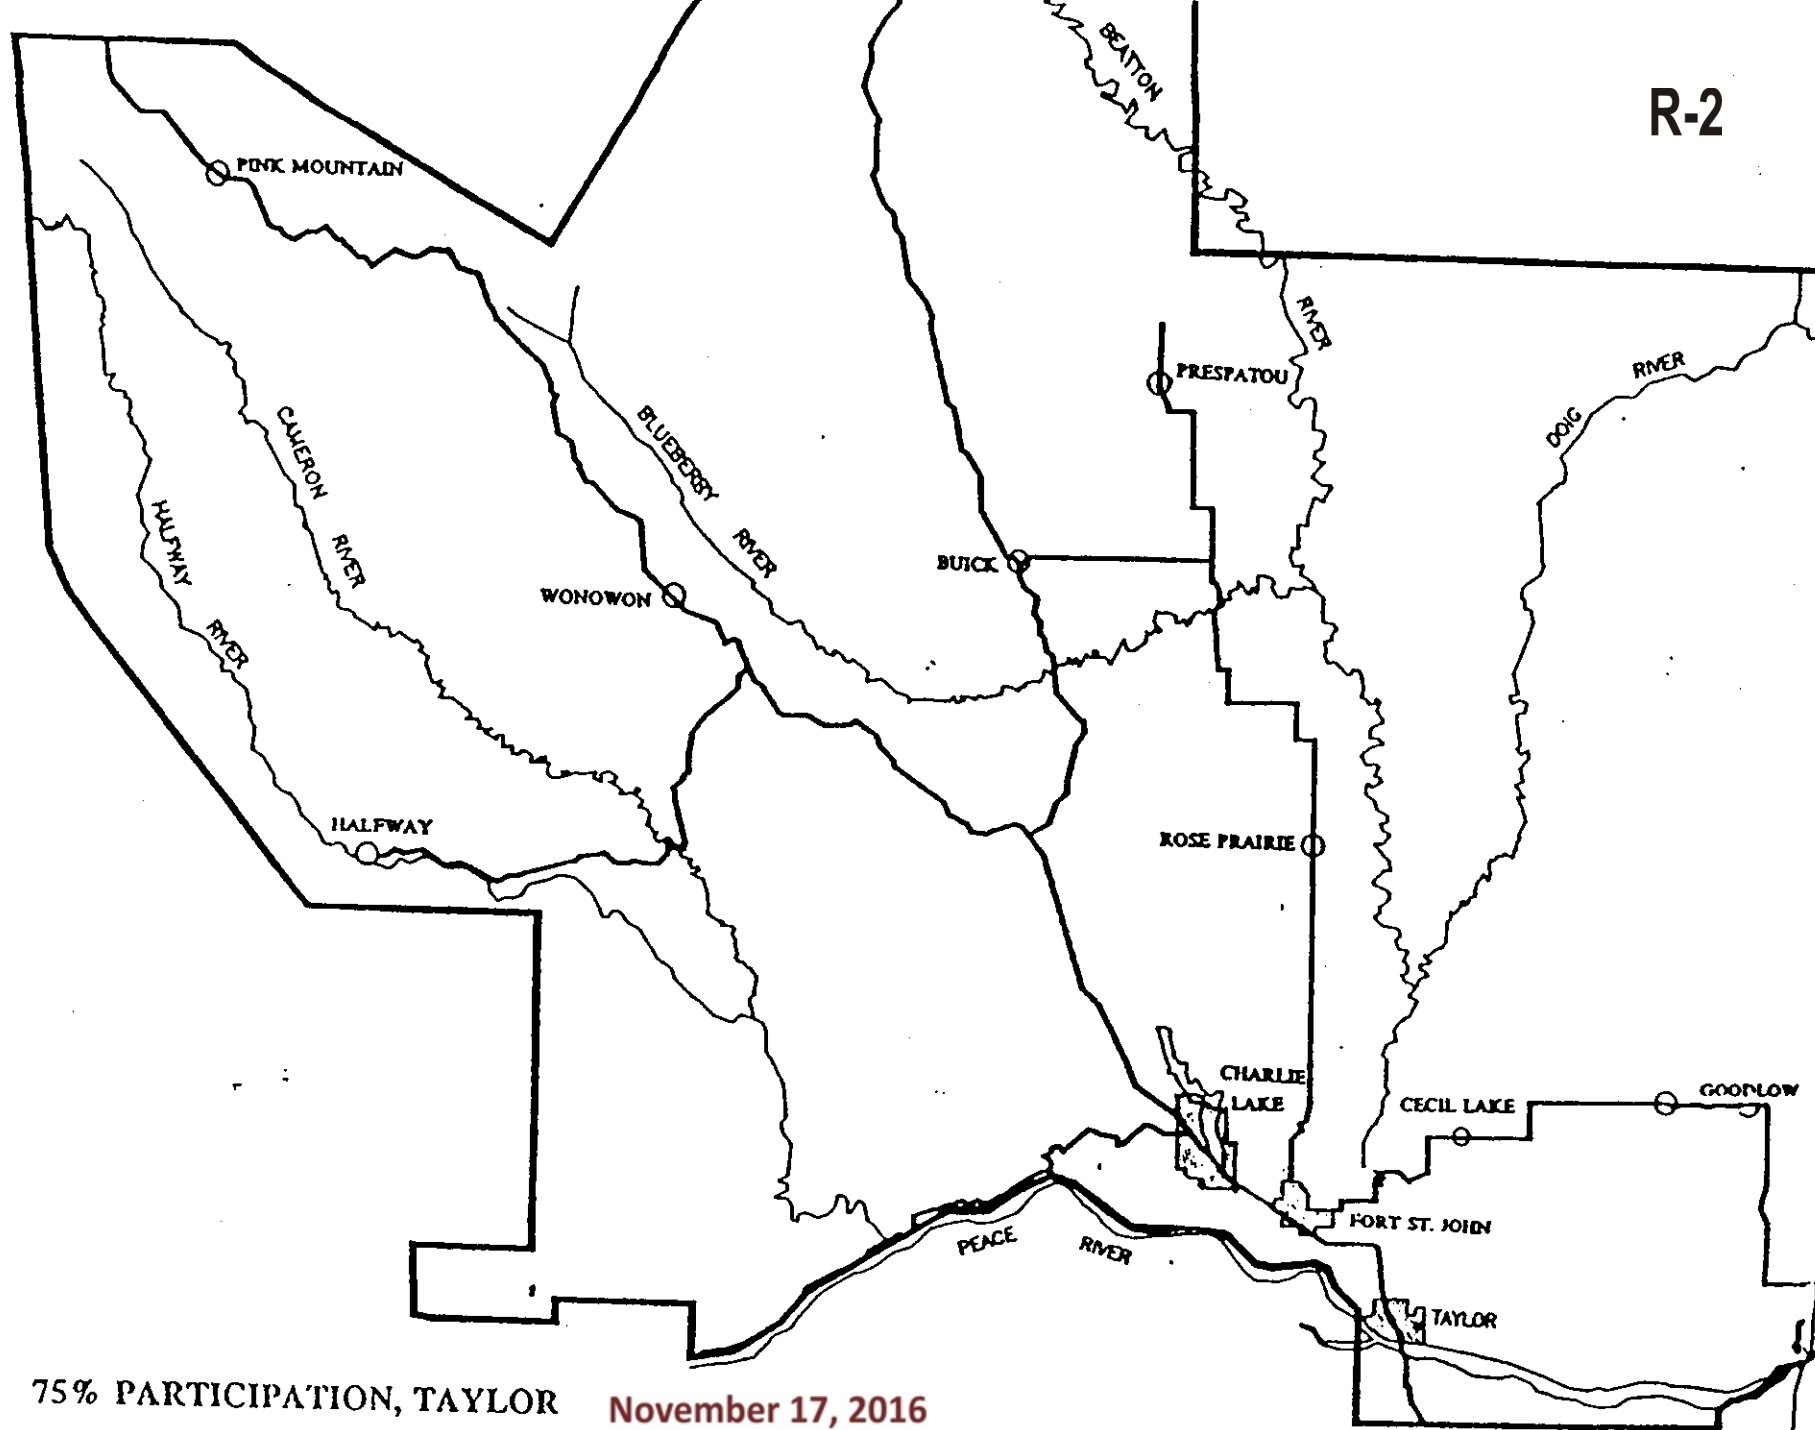 BEATTON
R-2
PINK MOUNTAIN
RIVER
RIVER
PRESPATOU
DOIG
CAMERON
BLUEBERBY
HALFWAY
RIVER
RIVER
BUICK
WONOWON
RIVER
HALFWAY
ROSE PRAIRIE
CHARLIE
LAKE
CECIL LAKE
GOODLOW
FORT ST. JOHN
PEACE
RIVER
TAYLOR
75% PARTICIPATION, TAYLOR
November 17, 2016